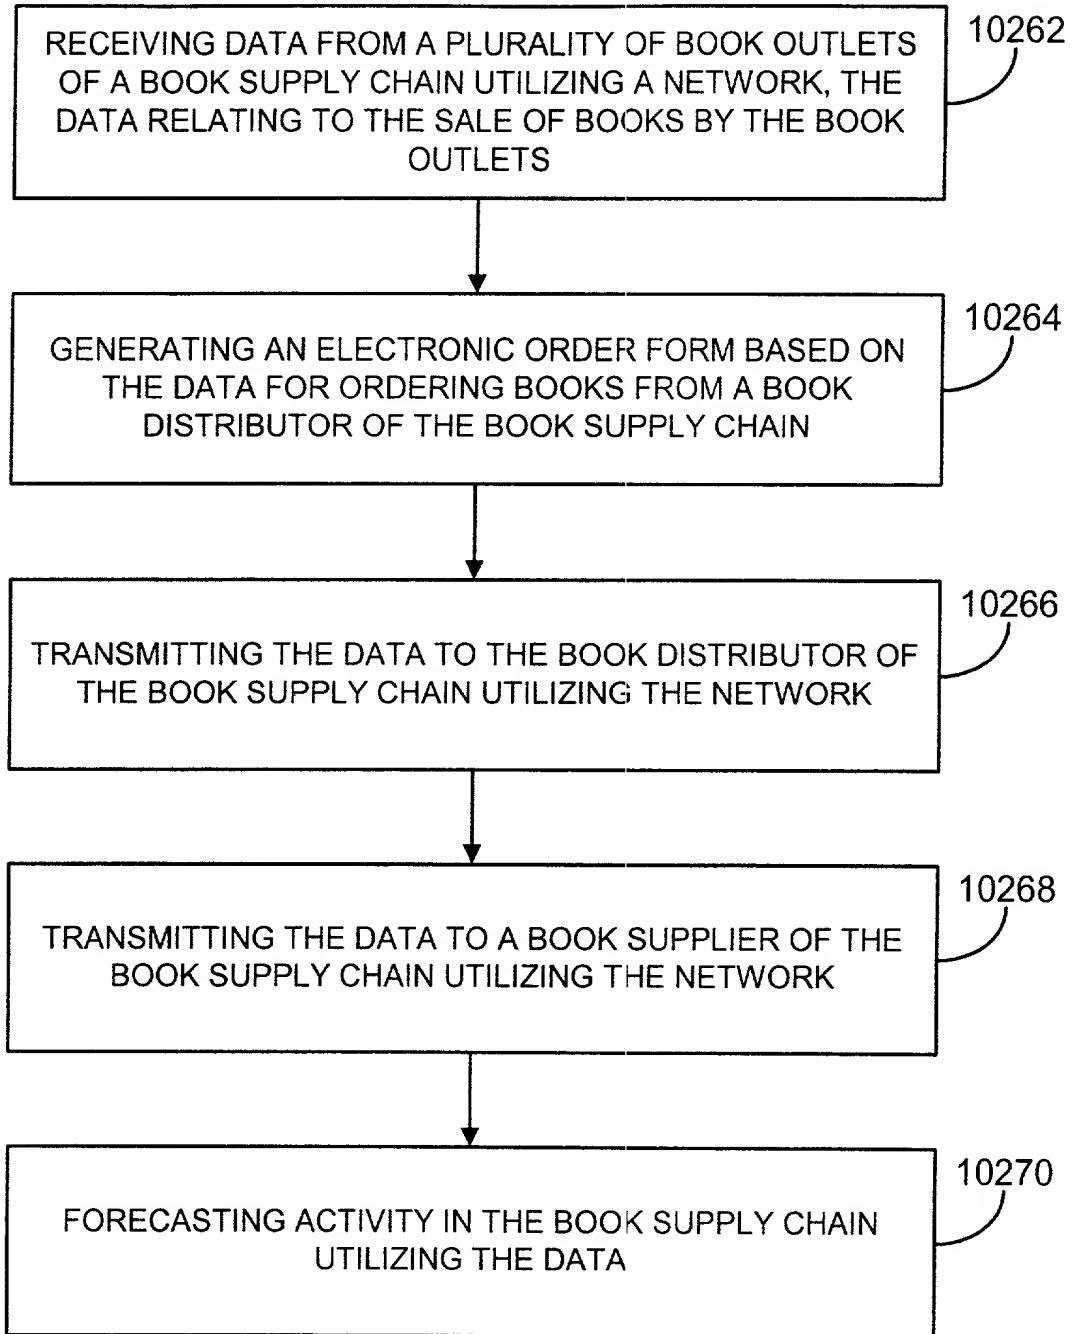 RECEIVING DATA FROM A PLURALITY OF BOOK OUTLETS
OF A BOOK SUPPLY CHAIN UTILIZING A NETWORK, THE
DATA RELATING TO THE SALE OF BOOKS BY THE BOOK
OUTLETS
10262
GENERATING AN ELECTRONIC ORDER FORM BASED ON
THE DATA FOR ORDERING BOOKS FROM A BOOK
DISTRIBUTOR OF THE BOOK SUPPLY CHAIN
10264
TRANSMITTING THE DATA TO THE BOOK DISTRIBUTOR OF
THE BOOK SUPPLY CHAIN UTILIZING THE NETWORK
10266
TRANSMITTING THE DATA TO A BOOK SUPPLIER OF THE
BOOK SUPPLY CHAIN UTILIZING THE NETWORK
10268
FORECASTING ACTIVITY IN THE BOOK SUPPLY CHAIN
UTILIZING THE DATA
10270